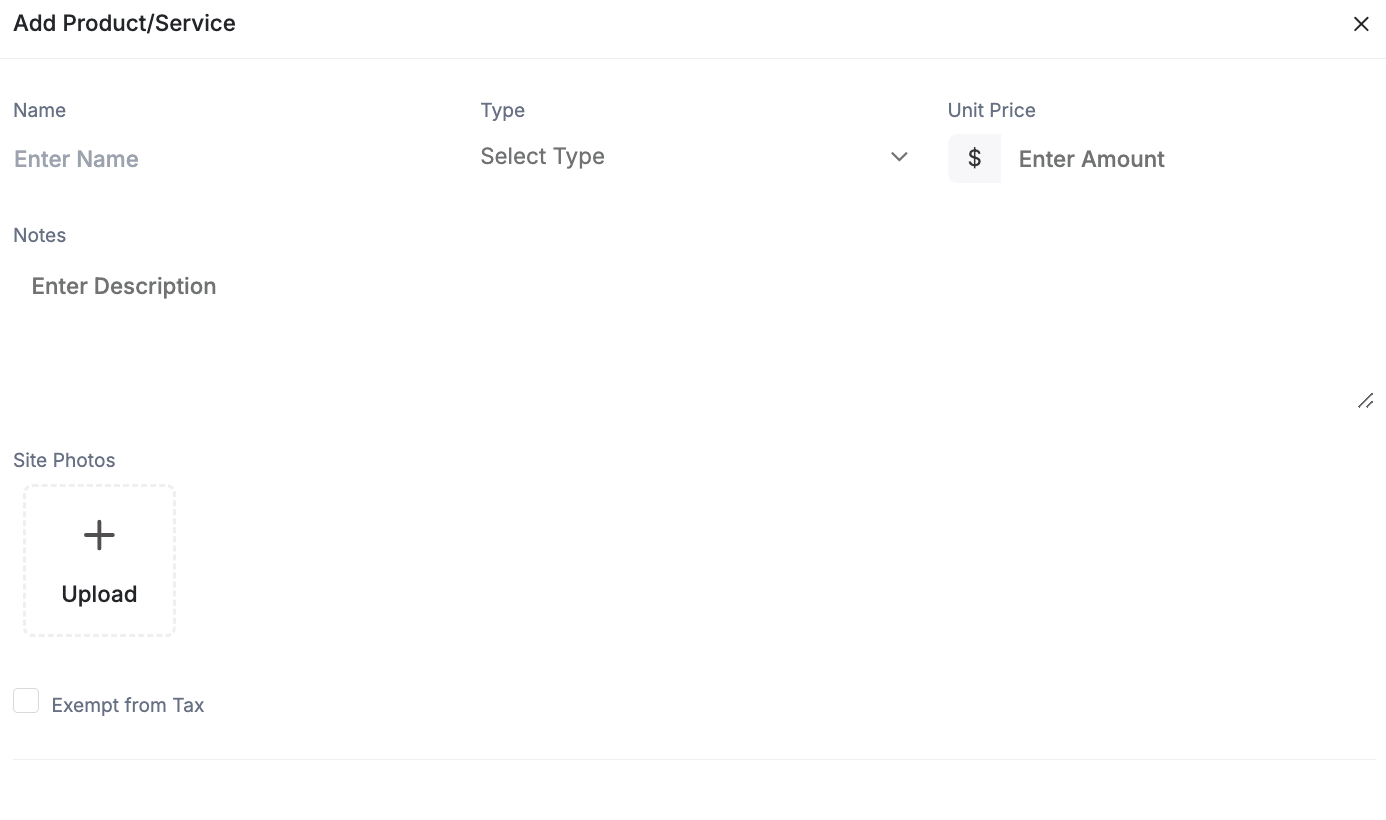 Add Product/Service
Name
Type
Unit Price
Enter Name
Select Type
$
Enter Amount
Notes
Enter Description
Site Photos
Upload
Exempt from Tax